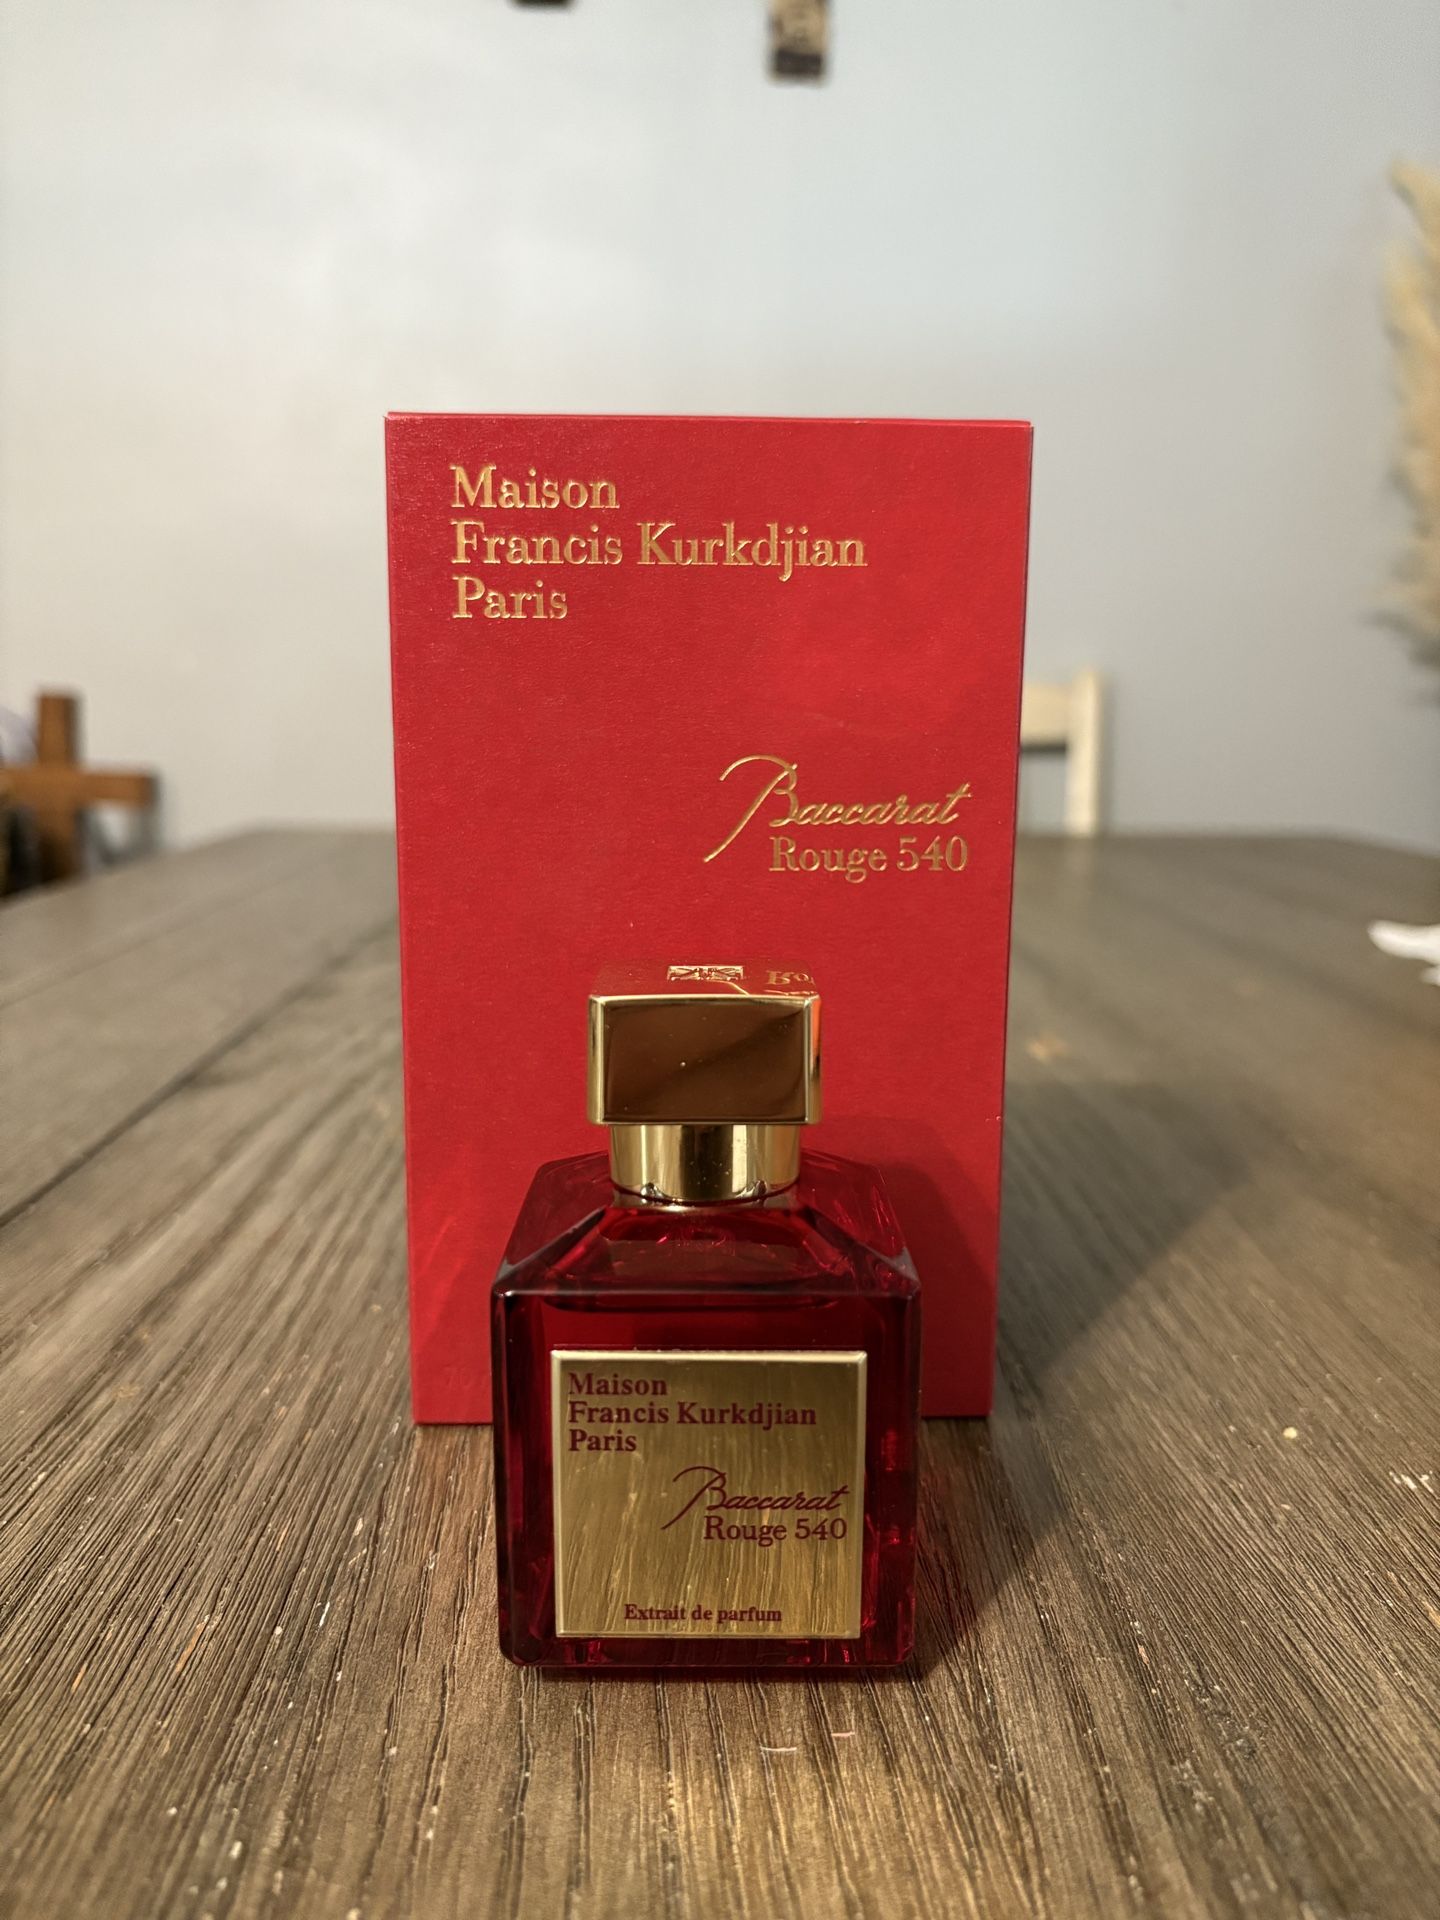 Maison
Francis Kurkdjian
Paris
Baccarat
Rouge 540
Maison
Francis Kurkdjian
Paris
Baccarat
Rouge 540
Extrait de parfum